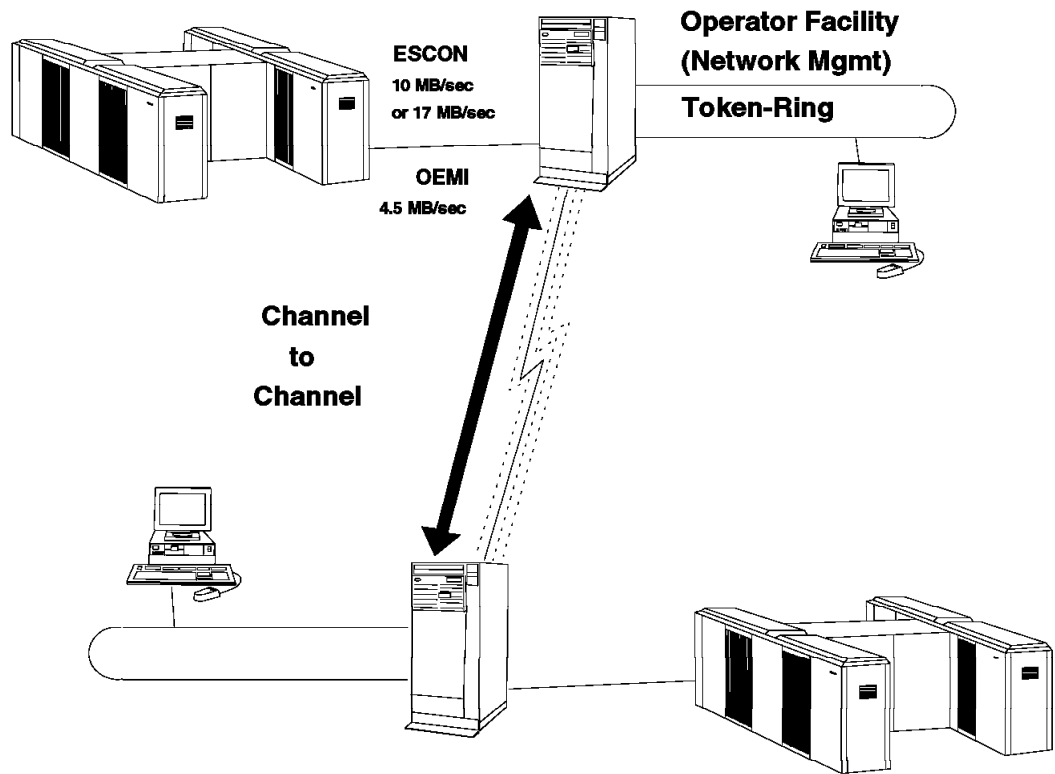 Operator Facility
(Network Mgmt)
Token-Ring
ESCON
10 MB/sec
or 17 MB/sec
OEMI
4.5 MB/sec
Channel
to
Channel